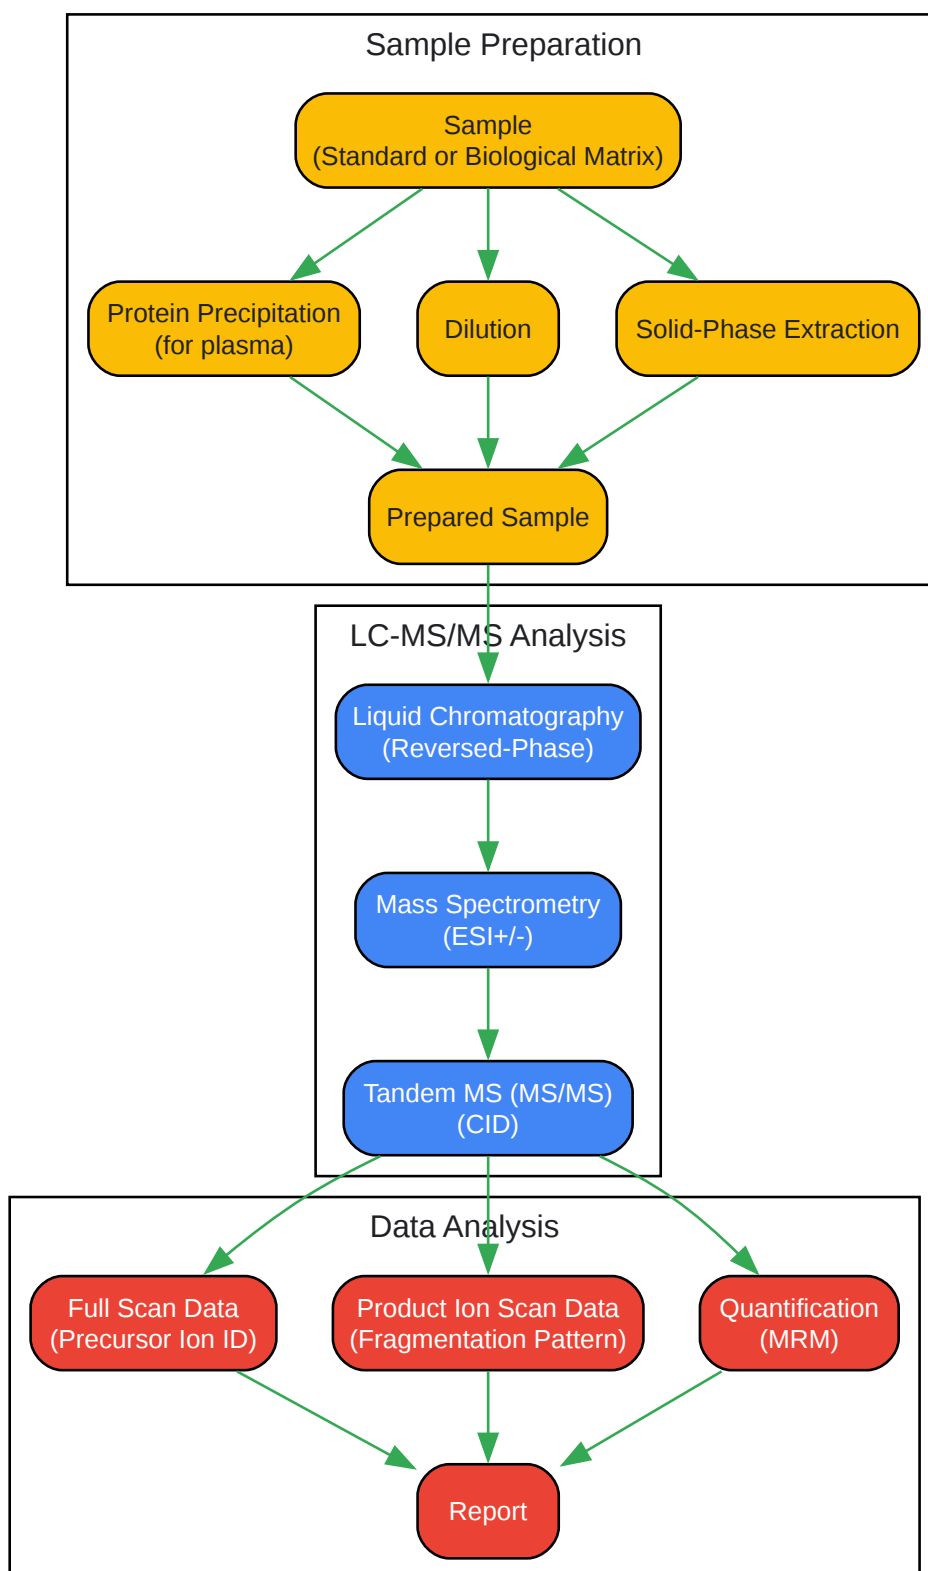 Sample Preparation
Sample
(Standard or Biological Matrix)
Protein Precipitation
(for plasma)
Dilution
Solid-Phase Extraction
Prepared Sample
LC-MS/MS Analysis
Liquid Chromatography
(Reversed-Phase)
Mass Spectrometry
(ESI+/-)
Tandem MS (MS/MS)
(CID)
Data Analysis
Full Scan Data
(Precursor Ion ID)
Product Ion Scan Data
(Fragmentation Pattern)
Quantification
(MRM)
Report